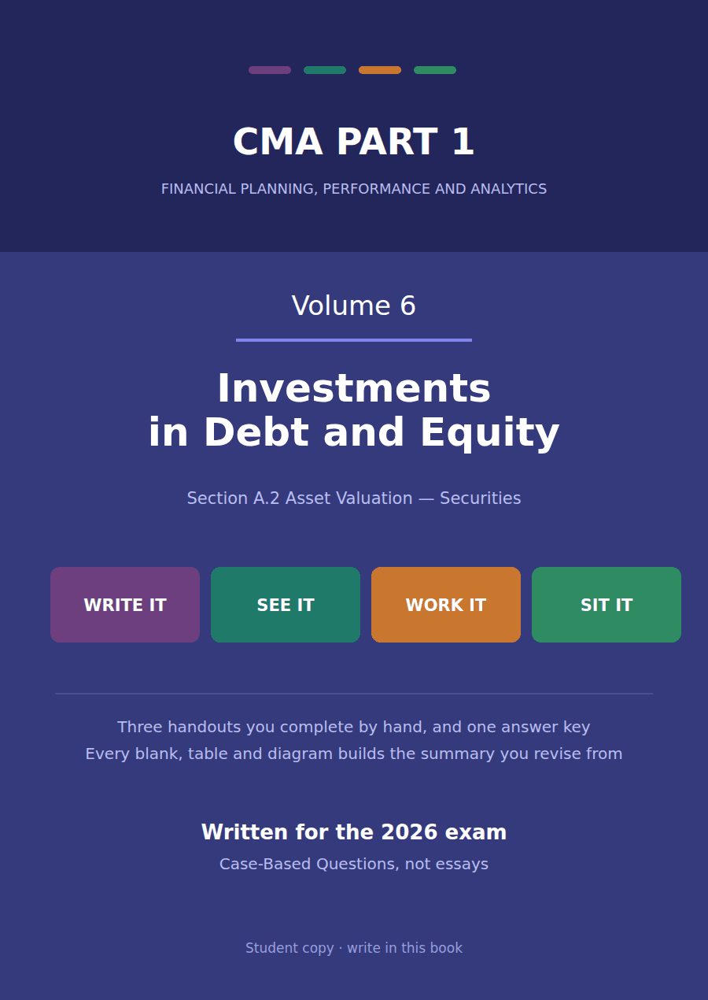 CMA PART 1
FINANCIAL PLANNING, PERFORMANCE AND ANALYTICS
Volume 6
Investments
in Debt and Equity
Section A.2 Asset Valuation — Securities
WRITE IT
SEE IT
WORK IT
SIT IT
Three handouts you complete by hand, and one answer key
Every blank, table and diagram builds the summary you revise from
Written for the 2026 exam
Case-Based Questions, not essays
Student copy · write in this book